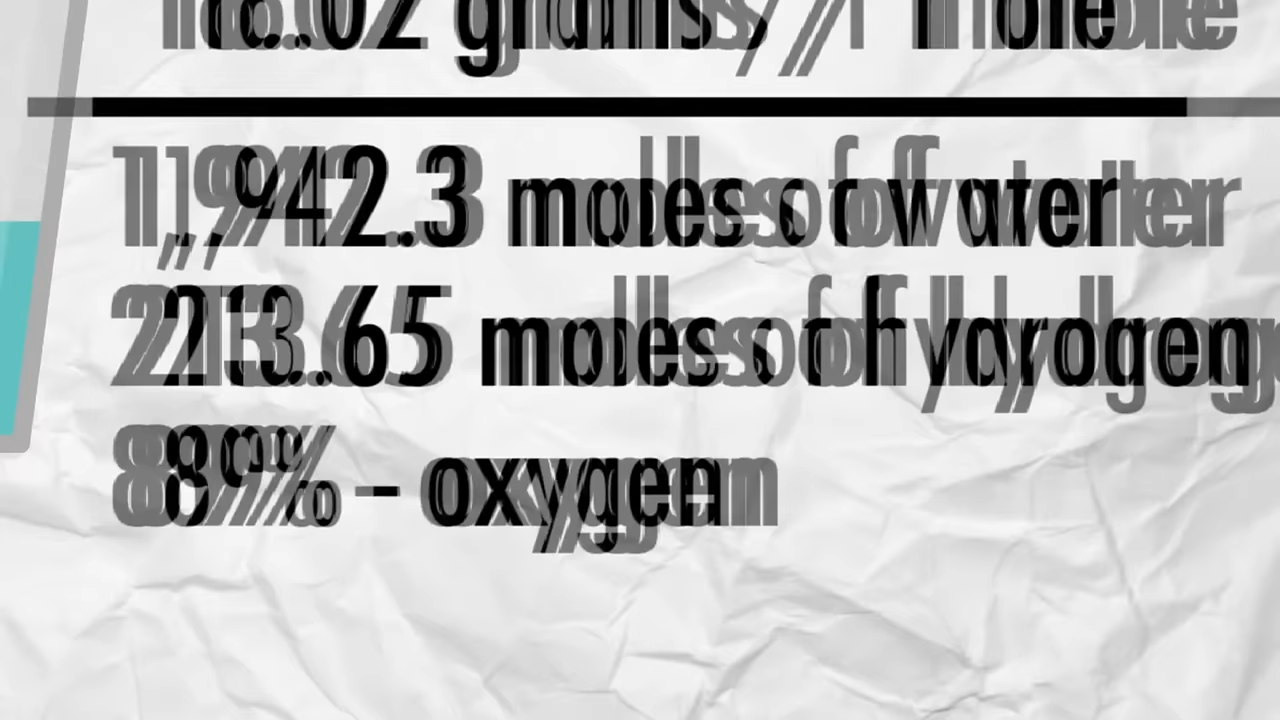 18.02 grams / 1 mole
1,942.3 moles of water
213.65 moles of hydrogen
89% – oxygen